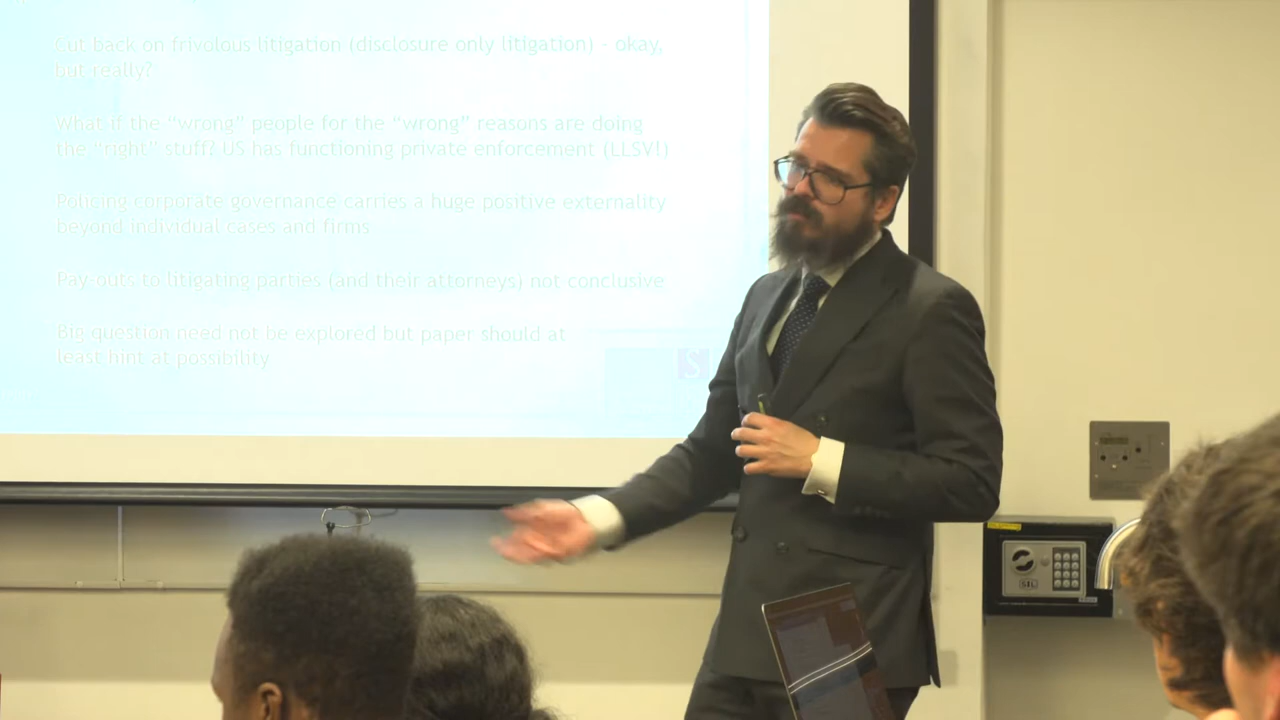 Cut back on frivolous litigation (disclosure only litigation) - okay,
but really?
What if the “wrong” people for the “wrong” reasons are doing
the “right” stuff? US has functioning private enforcement (LLSV!)
Policing corporate governance carries a huge positive externality
beyond individual cases and firms
Pay-outs to litigating parties (and their attorneys) not conclusive
Big question need not be explored but paper should at
least hint at possibility
S